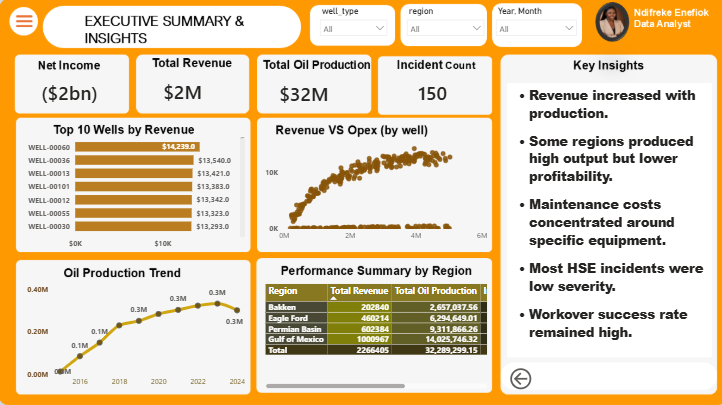 EXECUTIVE SUMMARY &
INSIGHTS
well_type
All
region
All
Year, Month
All
Ndifreke Enefiok
Data Analyst
Net Income
($2bn)
Total Revenue
$2M
Total Oil Production
$32M
Incident Count
150
Key Insights
• Revenue increased with
production.
• Some regions produced
high output but lower
profitability.
• Maintenance costs
concentrated around
specific equipment.
• Most HSE incidents were
low severity.
• Workover success rate
remained high.
Top 10 Wells by Revenue
WELL-00060 $14,239.0
WELL-00036 $13,540.0
WELL-00013 $13,421.0
WELL-00101 $13,383.0
WELL-00012 $13,342.0
WELL-00055 $13,323.0
WELL-00030 $13,293.0
$0K $10K
Revenue VS Opex (by well)
10K
0K
0M 2M 4M 6M
Oil Production Trend
0.40M
0.20M
0.00M
0.1M
0.1M
0.3M
0.3M
0.3M
0.3M
2016 2018 2020 2022 2024
Performance Summary by Region
Region Total Revenue Total Oil Production
Bakken 202840 2,657,037.56
Eagle Ford 460214 6,294,649.01
Permian Basin 602384 9,311,866.26
Gulf of Mexico 1000967 14,025,746.32
Total 2266405 32,289,299.15